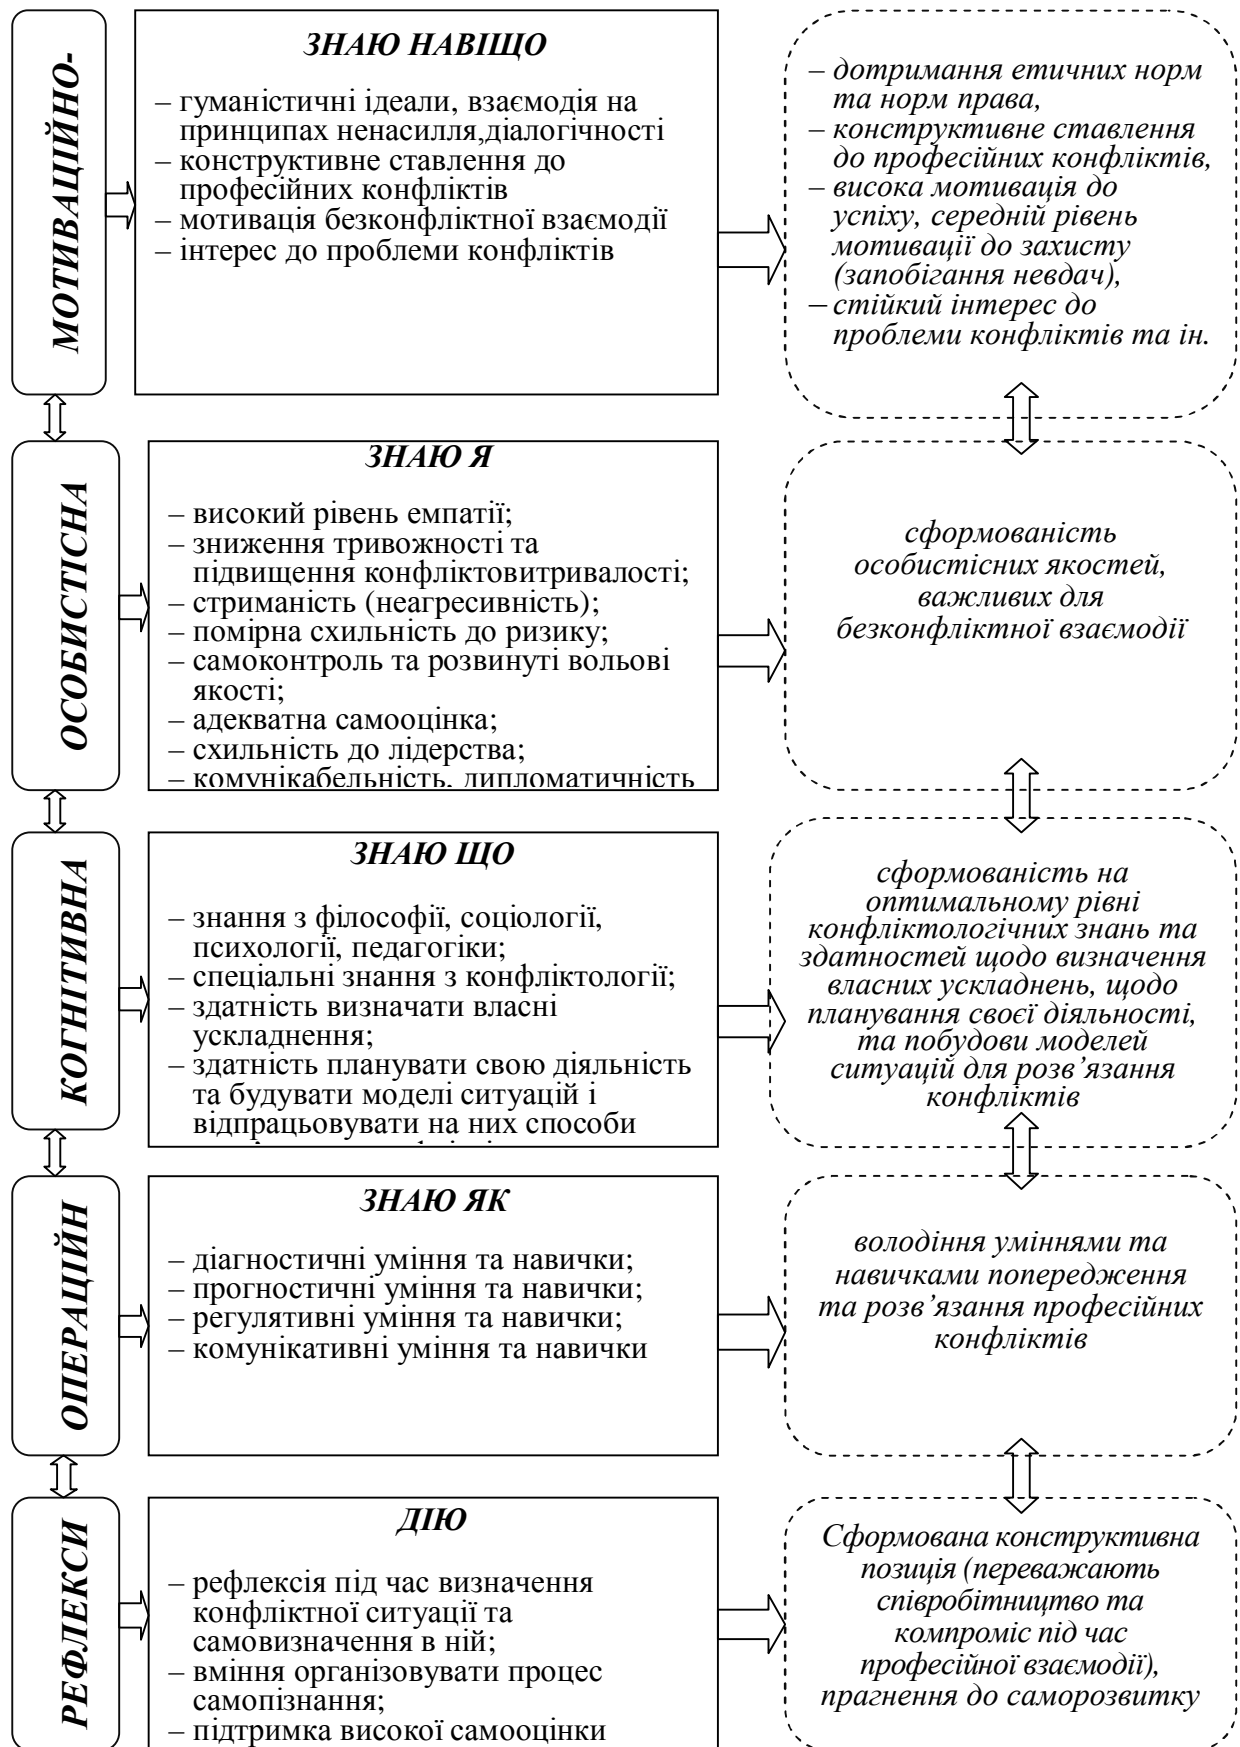 МОТИВАЦІЙНО-
ЗНАЮ НАВІЩО
– гуманістичні ідеали, взаємодія на
принципах ненасилля,діалогічності
– конструктивне ставлення до
професійних конфліктів
– мотивація безконфліктної взаємодії
– інтерес до проблеми конфліктів
– дотримання етичних норм
та норм права,
– конструктивне ставлення
до професійних конфліктів,
– висока мотивація до
успіху, середній рівень
мотивації до захисту
(запобігання невдач),
– стійкий інтерес до
проблеми конфліктів та ін.
ОСОБИСТІСНА
ЗНАЮ Я
– високий рівень емпатії;
– зниження тривожності та
підвищення конфліктовитривалості;
– стриманість (неагресивність);
– помірна схильність до ризику;
– самоконтроль та розвинуті вольові
якості;
– адекватна самооцінка;
– схильність до лідерства;
– комунікабельність, дипломатичність
сформованість
особистісних якостей,
важливих для
безконфліктної взаємодії
КОГНІТИВНА
ЗНАЮ ЩО
– знання з філософії, соціології,
психології, педагогіки;
– спеціальні знання з конфліктології;
– здатність визначати власні
ускладнення;
– здатність планувати свою діяльність
та будувати моделі ситуацій і
відпрацьовувати на них способи
сформованість на
оптимальному рівні
конфліктологічних знань та
здатностей щодо визначення
власних ускладнень, щодо
планування своєї діяльності,
та побудови моделей
ситуацій для розв’язання
конфліктів
ОПЕРАЦІЙН
ЗНАЮ ЯК
– діагностичні уміння та навички;
– прогностичні уміння та навички;
– регулятивні уміння та навички;
– комунікативні уміння та навички
володіння уміннями та
навичками попередження
та розв’язання професійних
конфліктів
РЕФЛЕКСИ
ДІЮ
– рефлексія під час визначення
конфліктної ситуації та
самовизначення в ній;
– вміння організовувати процес
самопізнання;
– підтримка високої самооцінки
Сформована конструктивна
позиція (переважають
співробітництво та
компроміс під час
професійної взаємодії),
прагнення до саморозвитку